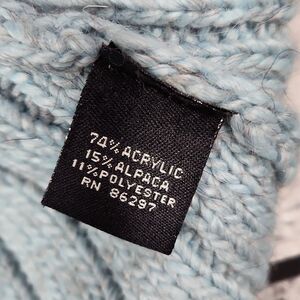 74% ACRYLIC
15% ALPACA
11% POLYESTER
RN 86297